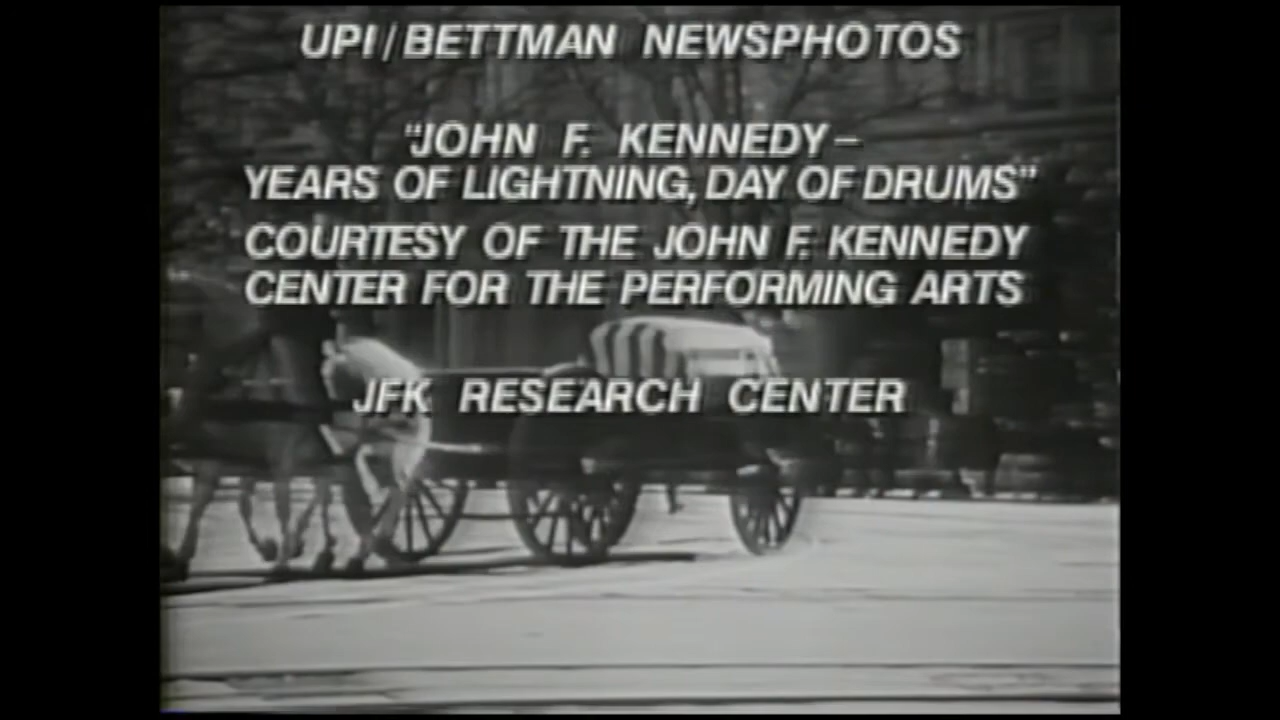 UPI/BETTMAN NEWSPHOTOS
"JOHN F. KENNEDY–
YEARS OF LIGHTNING, DAY OF DRUMS"
COURTESY OF THE JOHN F. KENNEDY
CENTER FOR THE PERFORMING ARTS
JFK RESEARCH CENTER